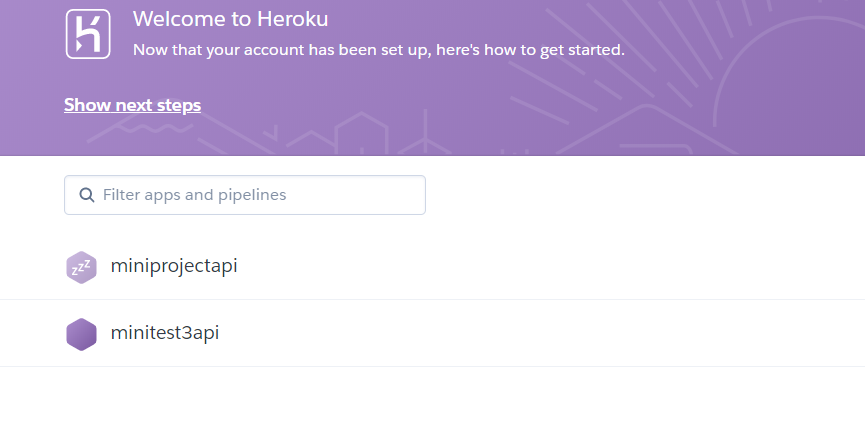 Welcome to Heroku
Now that your account has been set up, here's how to get started.
Show next steps
Filter apps and pipelines
zzz
miniprojectapi
minitest3api